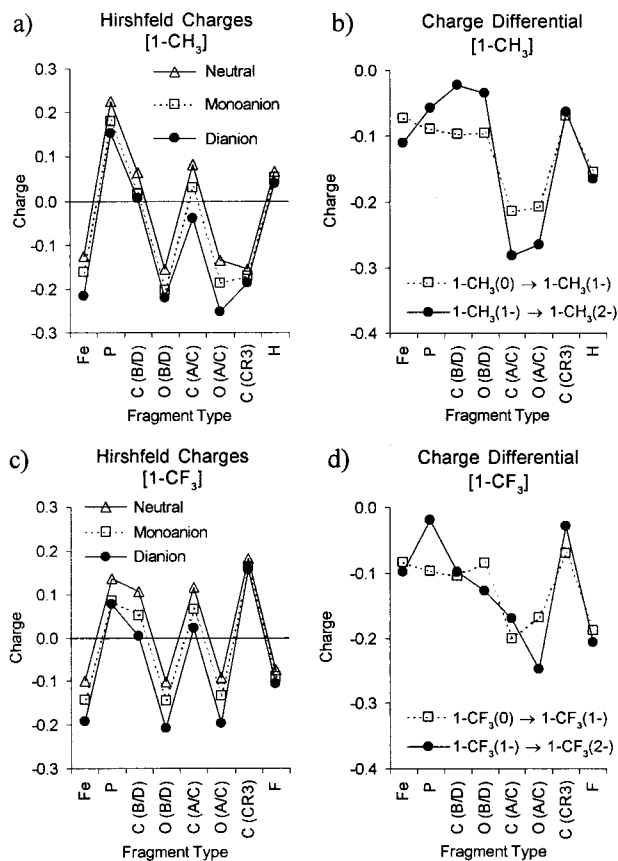 a)
Hirshfeld Charges
[1-CH₃]
Neutral
Monoanion
Dianion
0.3
0.2
0.1
0.0
-0.1
-0.2
-0.3
Charge
Fe
P
C (B/D)
O (B/D)
C (A/C)
O (A/C)
C (CR3)
H
Fragment Type
b)
Charge Differential
[1-CH₃]
0.0
-0.1
-0.2
-0.3
-0.4
Charge
1-CH₃(0) → 1-CH₃(1-)
1-CH₃(1-) → 1-CH₃(2-)
Fe
P
C (B/D)
O (B/D)
C (A/C)
O (A/C)
C (CR3)
H
Fragment Type
c)
Hirshfeld Charges
[1-CF₃]
Neutral
Monoanion
Dianion
0.3
0.2
0.1
0.0
-0.1
-0.2
-0.3
Charge
Fe
P
C (B/D)
O (B/D)
C (A/C)
O (A/C)
C (CR3)
F
Fragment Type
d)
Charge Differential
[1-CF₃]
0.0
-0.1
-0.2
-0.3
-0.4
Charge
1-CF₃(0) → 1-CF₃(1-)
1-CF₃(1-) → 1-CF₃(2-)
Fe
P
C (B/D)
O (B/D)
C (A/C)
O (A/C)
C (CR3)
F
Fragment Type